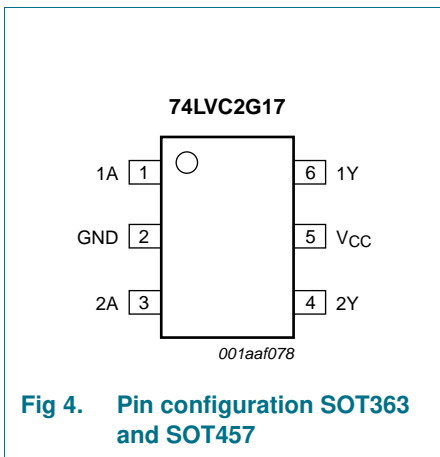 74LVC2G17
1A 1 6 1Y
GND 2 5 VCC
2A 3 4 2Y
001aaf078
Fig 4. Pin configuration SOT363
and SOT457